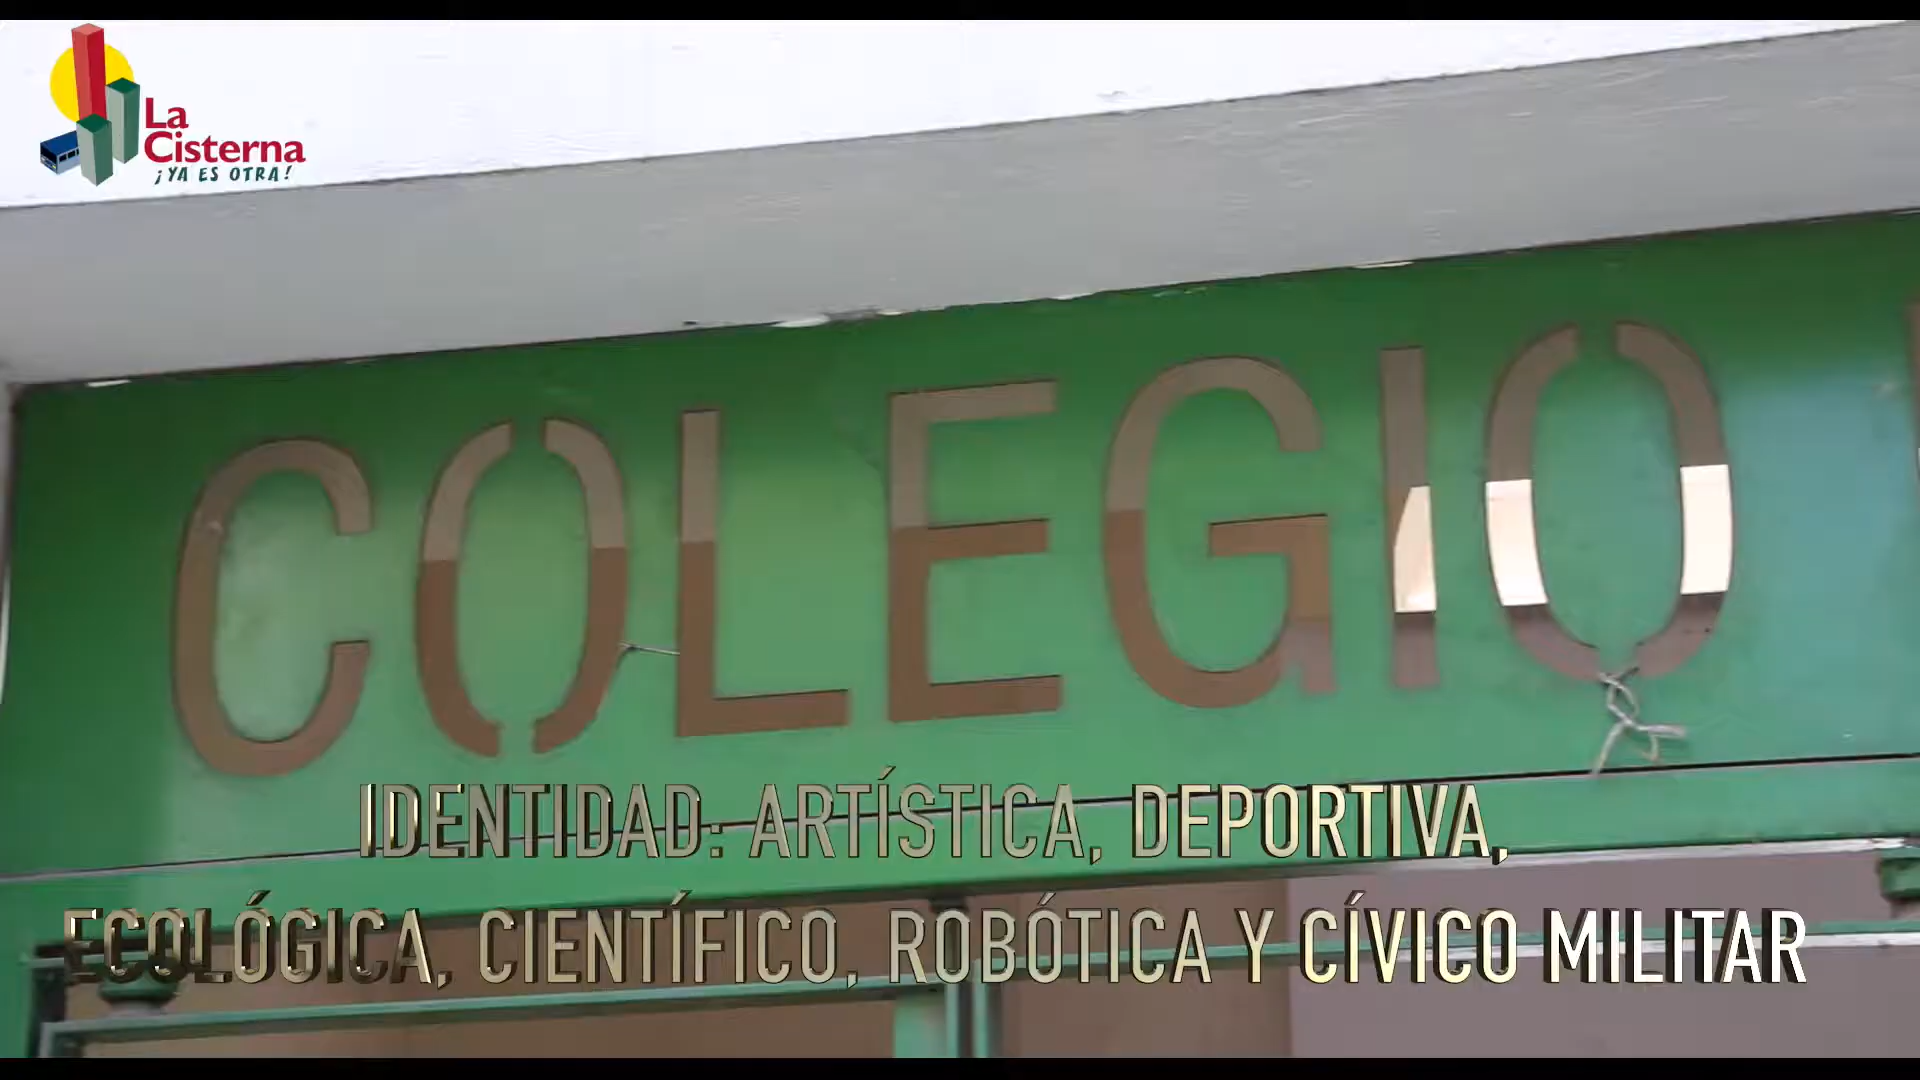 La
Cisterna
¡YA ES OTRA!
COLEGIO
IDENTIDAD: ARTÍSTICA, DEPORTIVA,
ECOLÓGICA, CIENTÍFICO, ROBÓTICA Y CÍVICO MILITAR